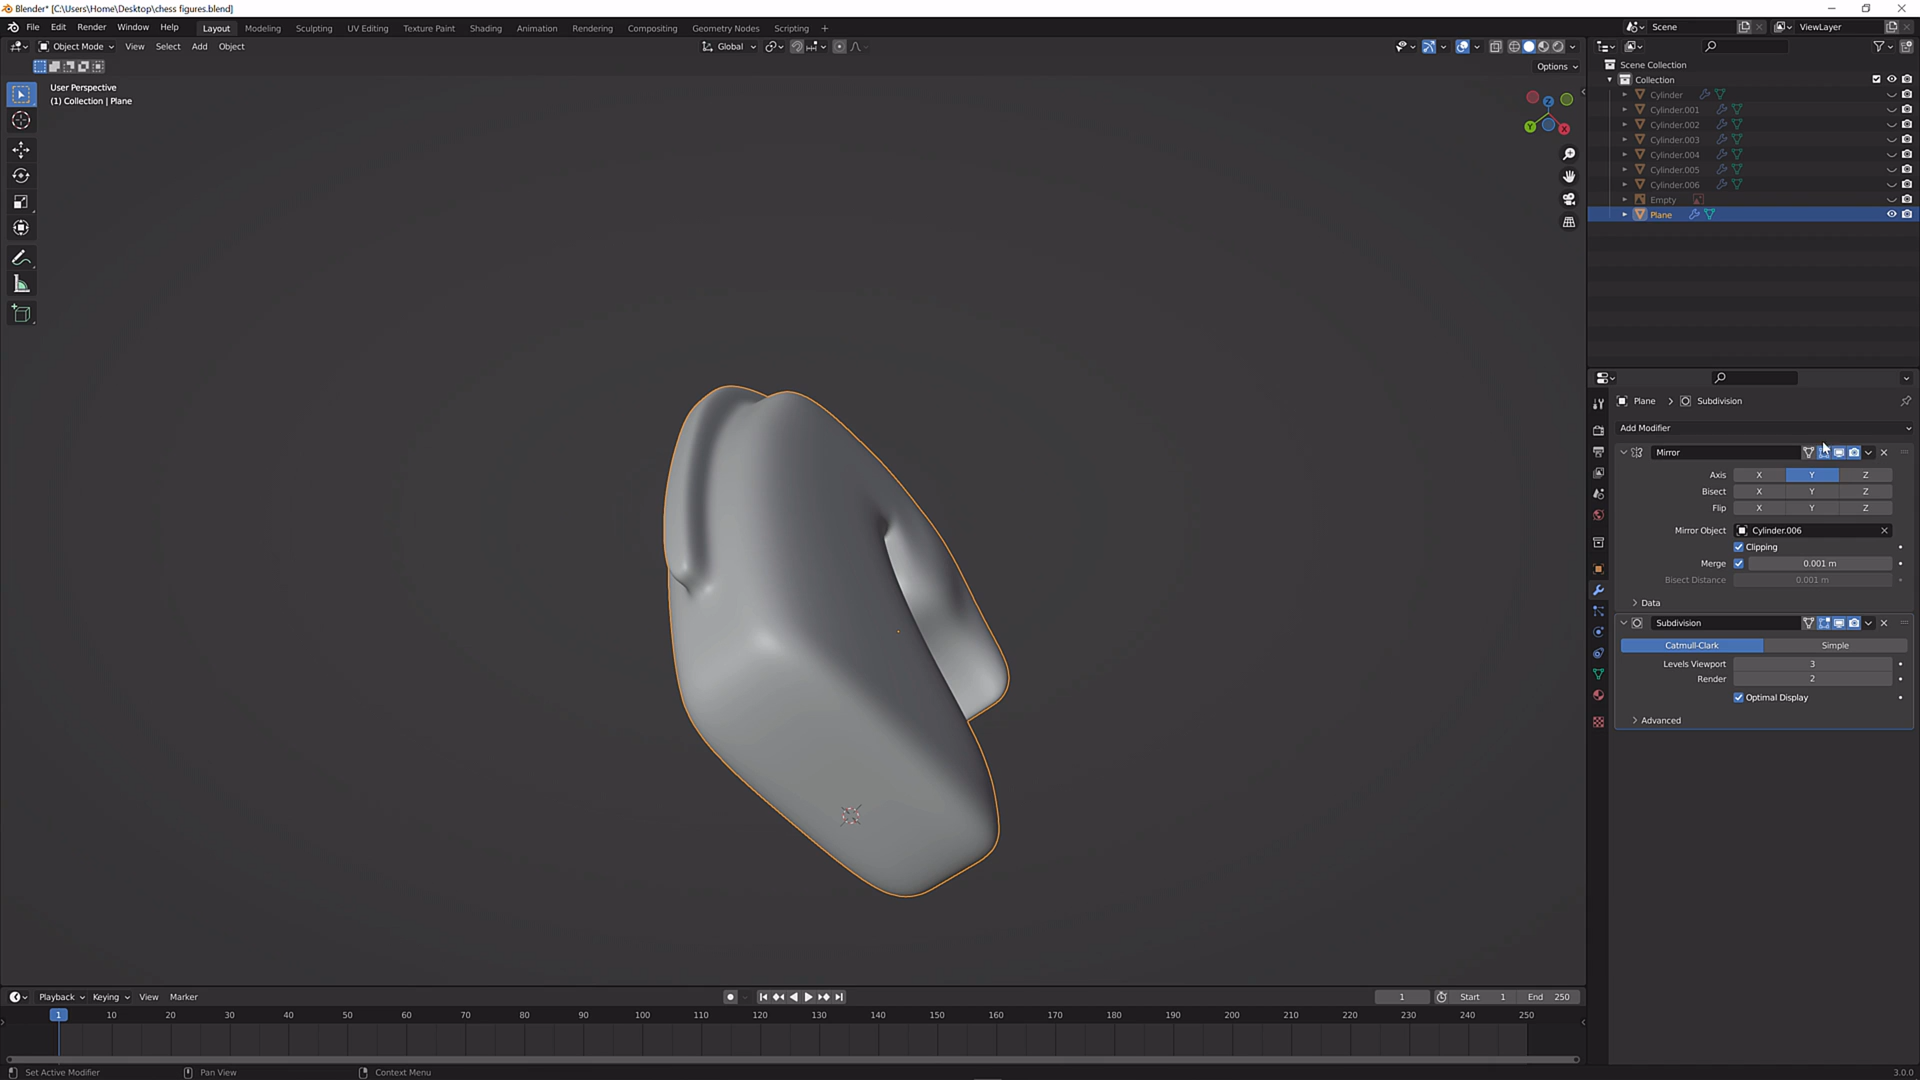 Blender* [C:\Users\Home\Desktop\chess figures.blend]
File Edit Render Window Help Layout Modeling Sculpting UV Editing Texture Paint Shading Animation Rendering Compositing Geometry Nodes Scripting + Scene ViewLayer
Object Mode View Select Add Object Global
Options
User Perspective
(1) Collection | Plane
Z
Y
X
Scene Collection
Collection
Cylinder
Cylinder.001
Cylinder.002
Cylinder.003
Cylinder.004
Cylinder.005
Cylinder.006
Empty
Plane
Plane > Subdivision
Add Modifier
Mirror
Axis X Y Z
Bisect X Y Z
Flip X Y Z
Mirror Object Cylinder.006
Clipping
Merge 0.001 m
Bisect Distance 0.001 m
Data
Subdivision
Catmull-Clark Simple
Levels Viewport 3
Render 2
Optimal Display
Advanced
Playback Keying View Marker 1 Start 1 End 250
1 10 20 30 40 50 60 70 80 90 100 110 120 130 140 150 160 170 180 190 200 210 220 230 240 250
Set Active Modifier Pan View Context Menu 3.0.0